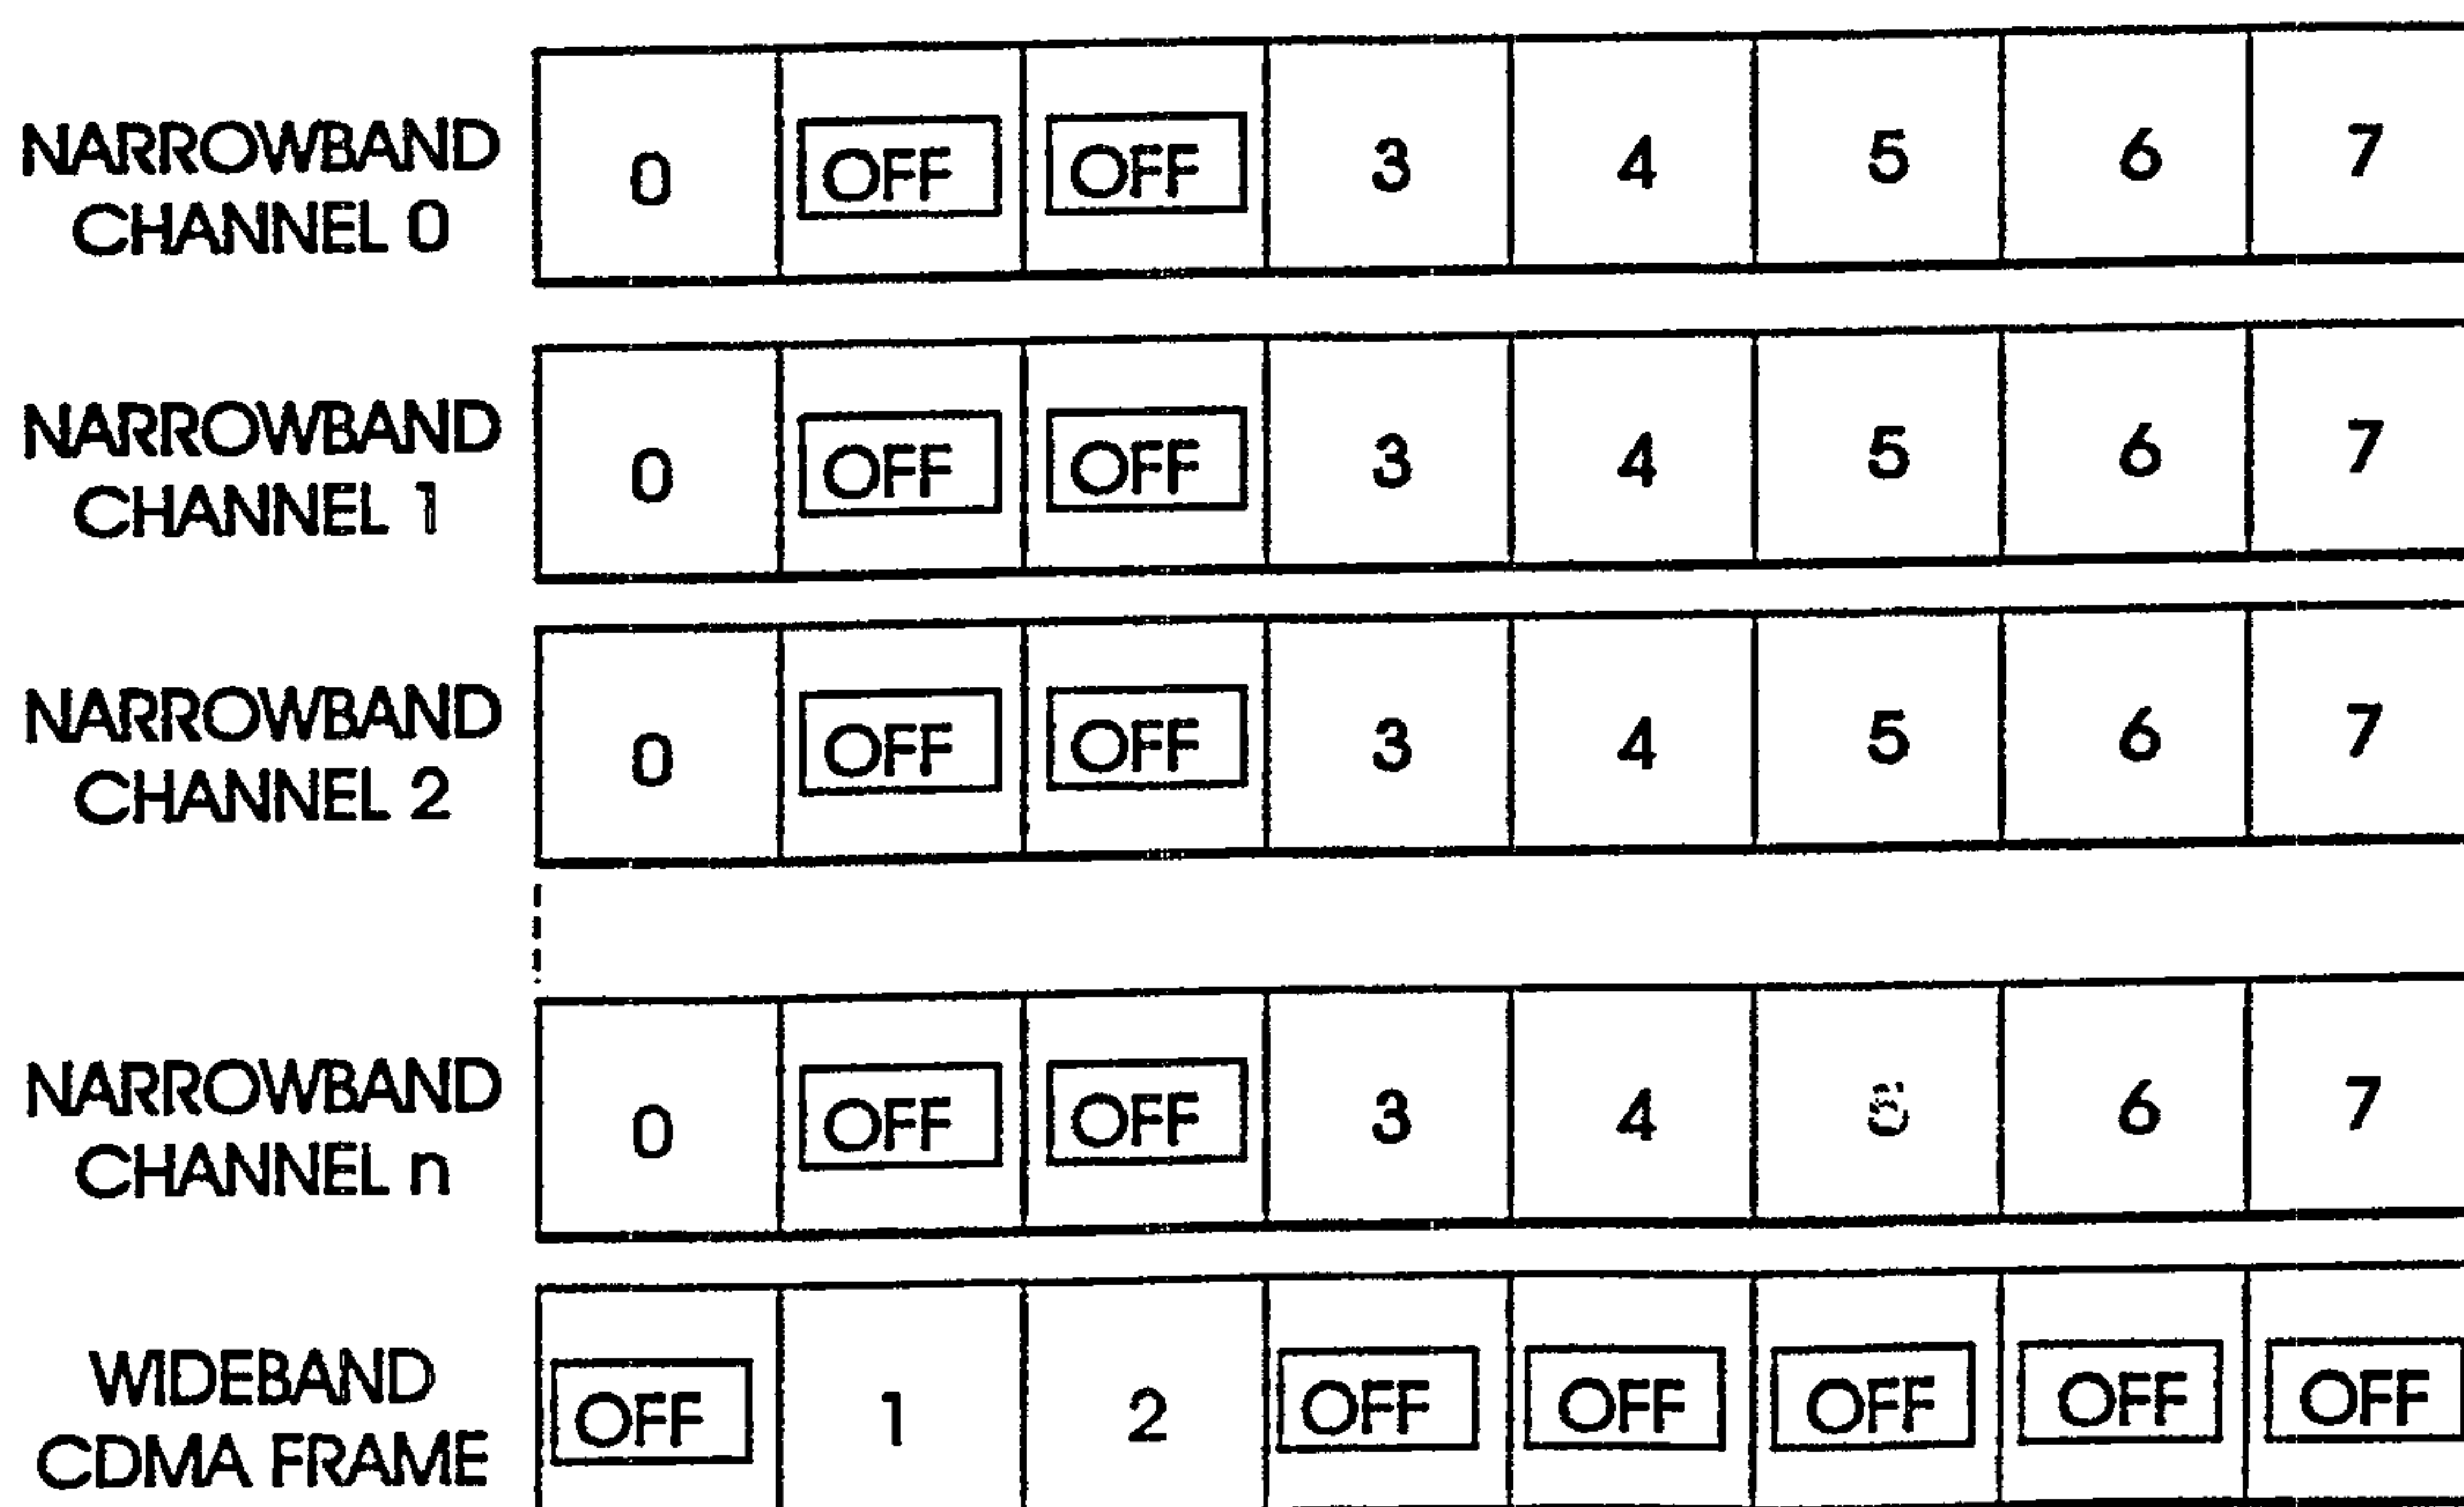 NARROWBAND
CHANNEL 0
0 OFF OFF 3 4 5 6 7
NARROWBAND
CHANNEL 1
0 OFF OFF 3 4 5 6 7
NARROWBAND
CHANNEL 2
0 OFF OFF 3 4 5 6 7
NARROWBAND
CHANNEL n
0 OFF OFF 3 4 5 6 7
WIDEBAND
CDMA FRAME
OFF 1 2 OFF OFF OFF OFF OFF